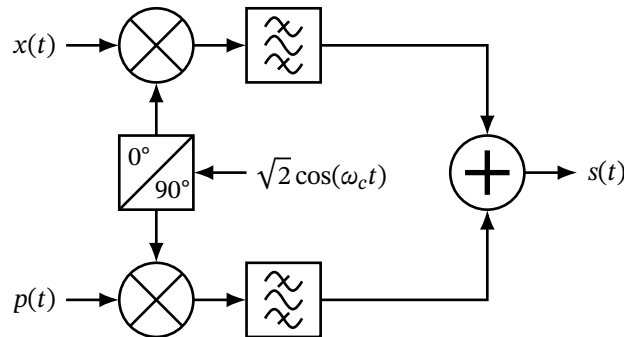 x(t)
0°
90°
√2 cos(ω_c t)
s(t)
p(t)